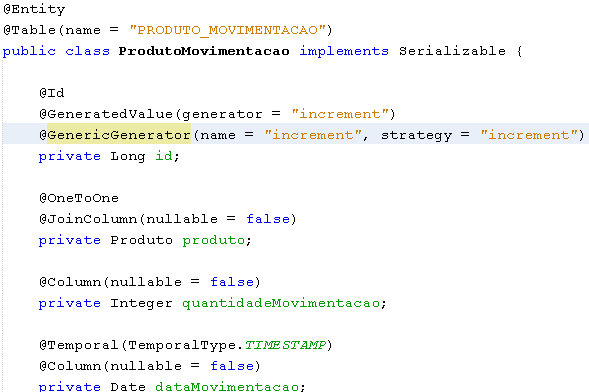 @Entity
@Table(name = "PRODUTO_MOVIMENTACAO")
public class ProdutoMovimentacao implements Serializable {
@Id
@GeneratedValue(generator = "increment")
@GenericGenerator(name = "increment", strategy = "increment")
private Long id;
@OneToOne
@JoinColumn(nullable = false)
private Produto produto;
@Column(nullable = false)
private Integer quantidadeMovimentacao;
@Temporal(TemporalType.TIMESTAMP)
@Column(nullable = false)
private Date dataMovimentacao;